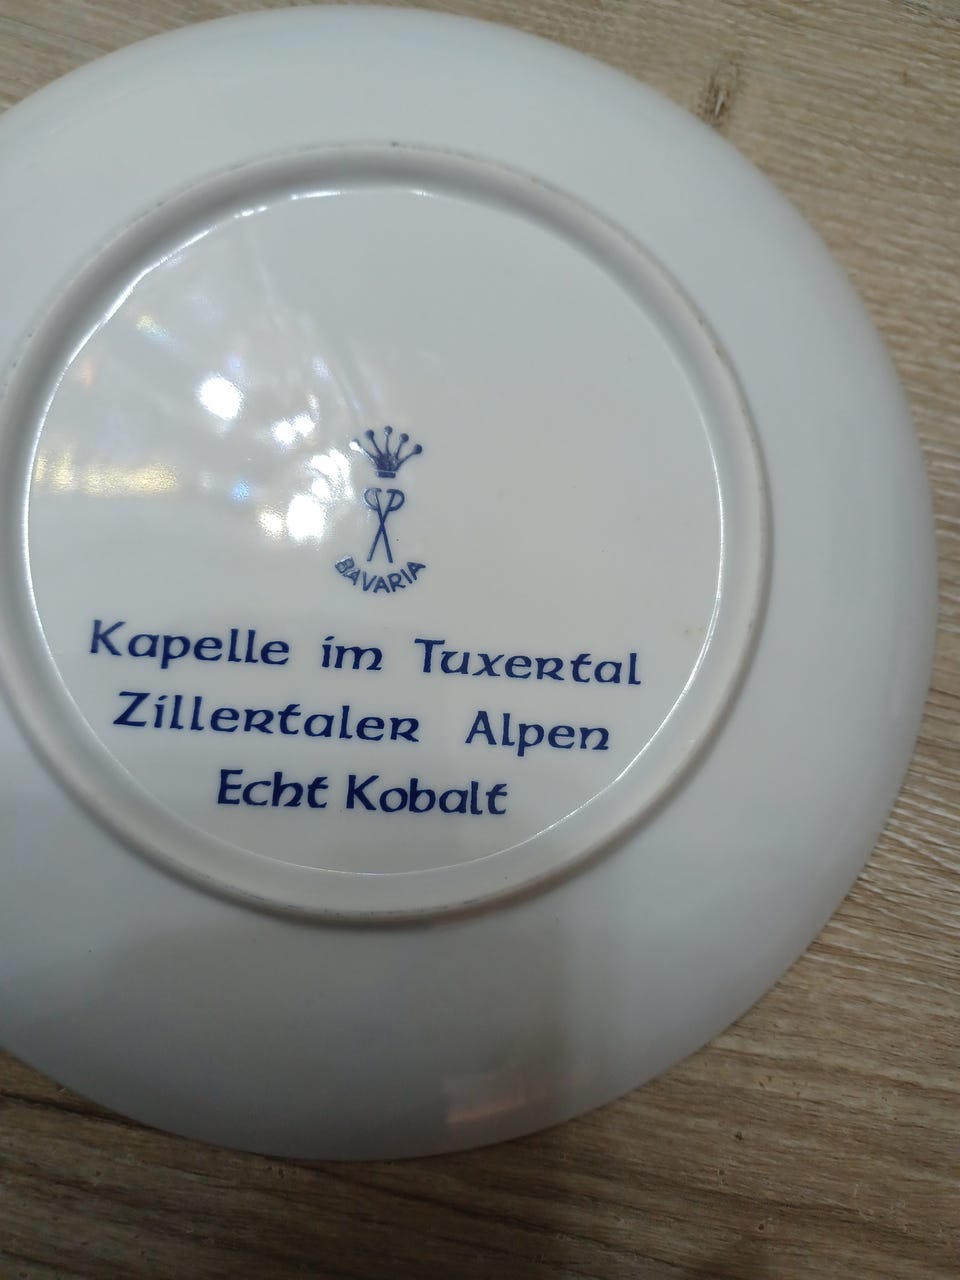 BAVARIA
Kapelle im Tuxertal
Zillertaler Alpen
Echt Kobalt